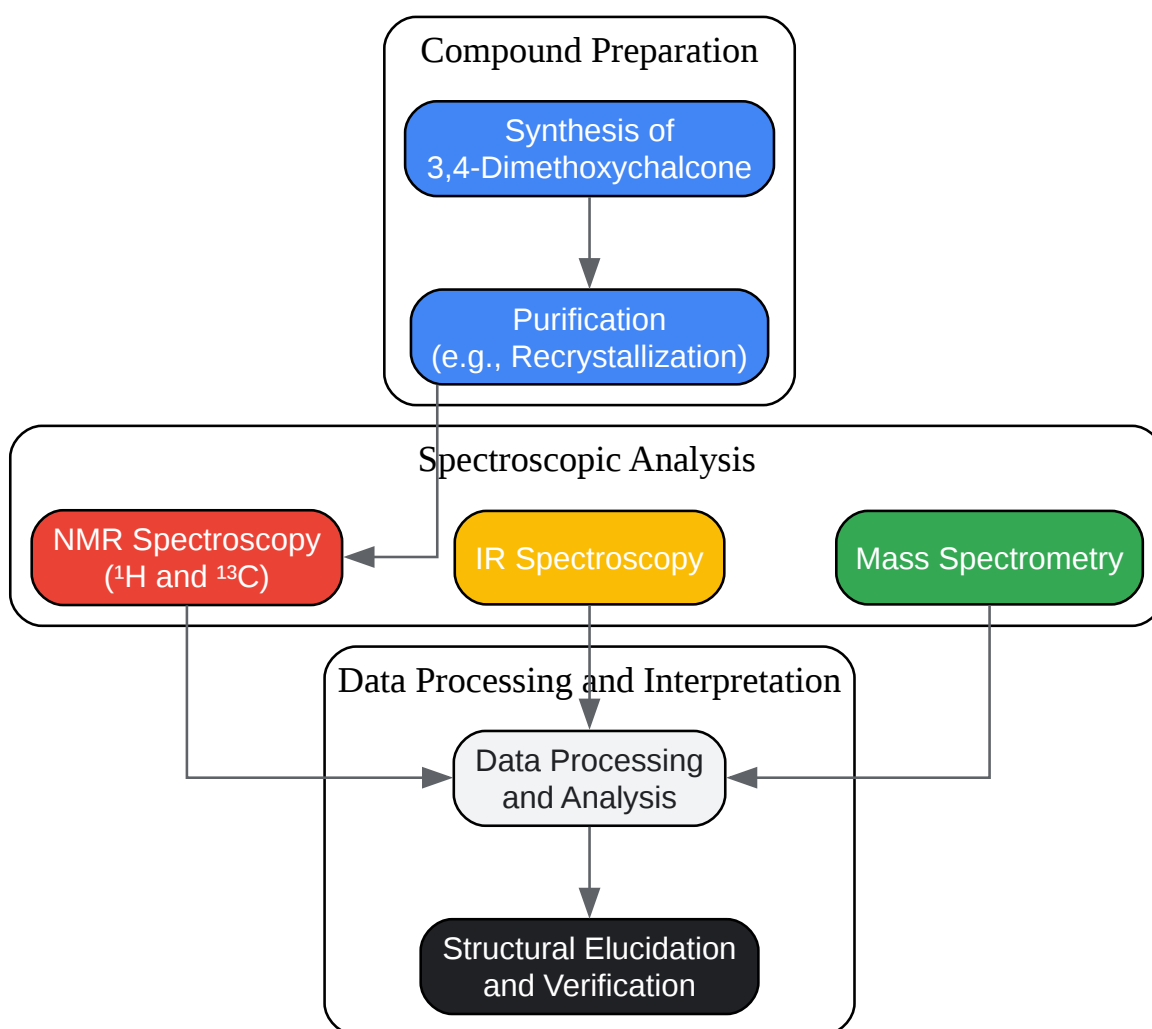 Compound Preparation
Synthesis of
3,4-Dimethoxychalcone
Purification
(e.g., Recrystallization)
Spectroscopic Analysis
NMR Spectroscopy
(¹H and ¹³C)
IR Spectroscopy
Mass Spectrometry
Data Processing and Interpretation
Data Processing
and Analysis
Structural Elucidation
and Verification